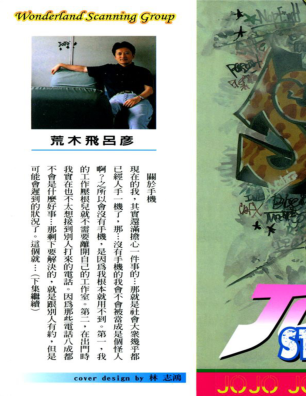 Wonderland Scanning Group
荒木飛呂彦
關於手機
現在的我，其實還滿擔心一件事的…那就是社會大眾幾乎都
已經人手一機了，那…沒有手機的我會不會被當成是個怪人
啊？之所以會沒有手機，是因為我根本就用不到。第一，我
的工作壓根兒就不需要離開自己的工作室。第二，在出門時
我實在也不太想接到別人打來的電話。因為那些電話八成都
不會是什麼好事…那剩下要解決的，就是跟別人有約，但是
可能會遲到的狀況了。這個就…（下集繼續）
cover design by 林 志鴻
JOJO